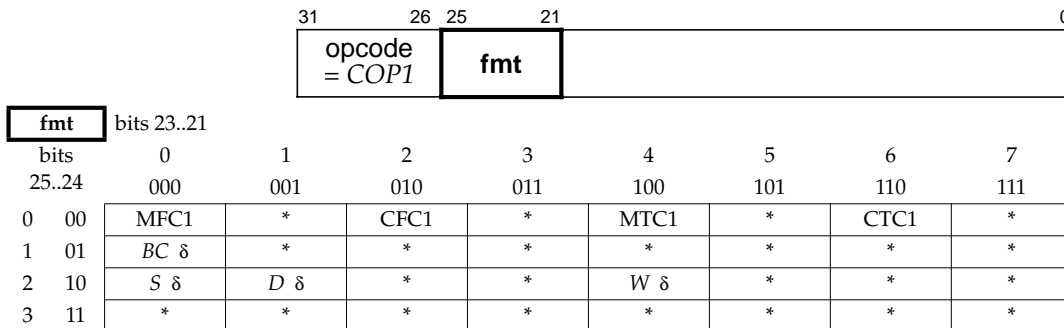 31 26 25 21 0
opcode
= COP1 fmt
fmt bits 23..21
bits 0 1 2 3 4 5 6 7
25..24 000 001 010 011 100 101 110 111
0 00 MFC1 * CFC1 * MTC1 * CTC1 *
1 01 BC δ * * * * * * *
2 10 S δ D δ * * W δ * * *
3 11 * * * * * * * *